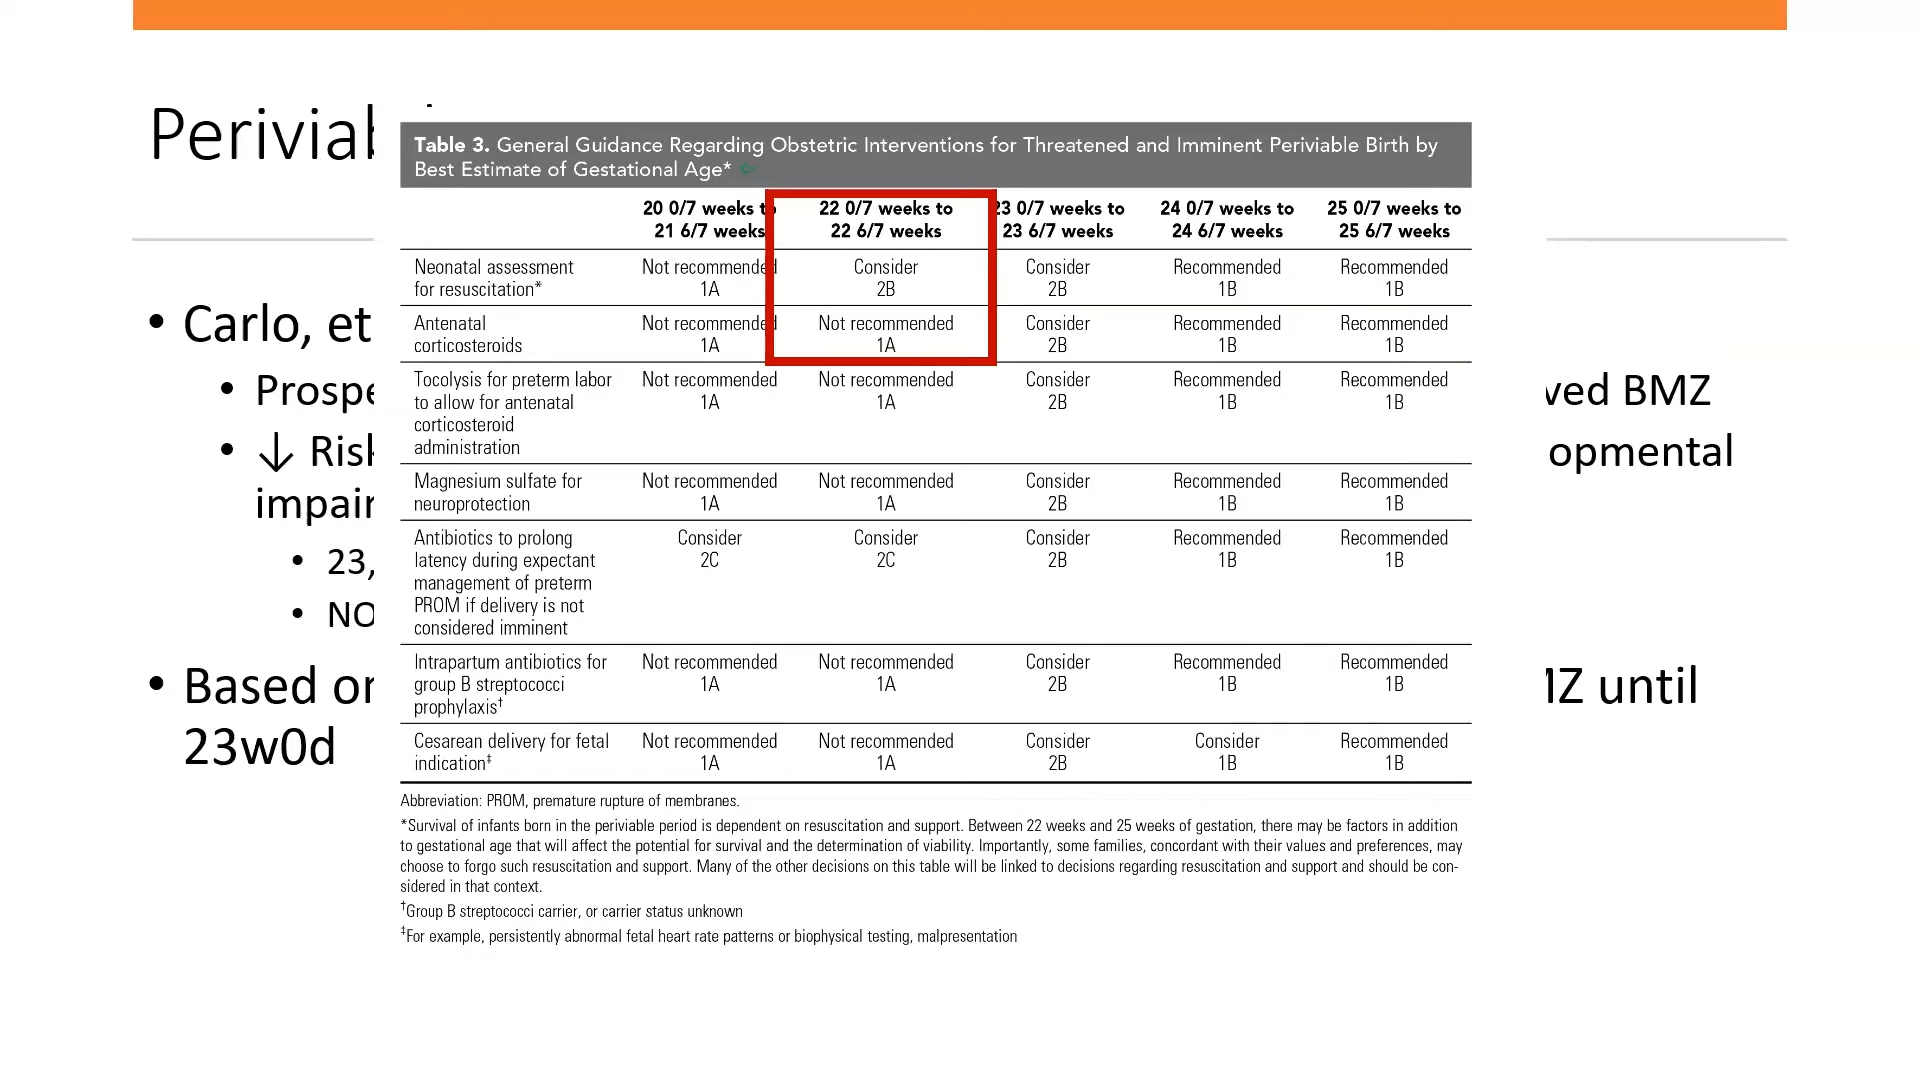 Periviab
Table 3. General Guidance Regarding Obstetric Interventions for Threatened and Imminent Periviable Birth by
Best Estimate of Gestational Age*
20 0/7 weeks to 22 0/7 weeks to 23 0/7 weeks to 24 0/7 weeks to 25 0/7 weeks to
21 6/7 weeks 22 6/7 weeks 23 6/7 weeks 24 6/7 weeks 25 6/7 weeks
Neonatal assessment Not recommended Consider Consider Recommended Recommended
for resuscitation* 1A 2B 2B 1B 1B
Antenatal Not recommended Not recommended Consider Recommended Recommended
corticosteroids 1A 1A 2B 1B 1B
Tocolysis for preterm labor Not recommended Not recommended Consider Recommended Recommended
to allow for antenatal 1A 1A 2B 1B 1B
corticosteroid
administration
Magnesium sulfate for Not recommended Not recommended Consider Recommended Recommended
neuroprotection 1A 1A 2B 1B 1B
Antibiotics to prolong Consider Consider Consider Recommended Recommended
latency during expectant 2C 2C 2B 1B 1B
management of preterm
PROM if delivery is not
considered imminent
Intrapartum antibiotics for Not recommended Not recommended Consider Recommended Recommended
group B streptococci 1A 1A 2B 1B 1B
prophylaxis†
Cesarean delivery for fetal Not recommended Not recommended Consider Consider Recommended
indication‡ 1A 1A 2B 1B 1B
Abbreviation: PROM, premature rupture of membranes.
*Survival of infants born in the periviable period is dependent on resuscitation and support. Between 22 weeks and 25 weeks of gestation, there may be factors in addition
to gestational age that will affect the potential for survival and the determination of viability. Importantly, some families, concordant with their values and preferences, may
choose to forgo such resuscitation and support. Many of the other decisions on this table will be linked to decisions regarding resuscitation and support and should be con-
sidered in that context.
†Group B streptococci carrier, or carrier status unknown
‡For example, persistently abnormal fetal heart rate patterns or biophysical testing, malpresentation
• Carlo, et
• Prospe ved BMZ
• ↓ Risk opmental
impair
• 23,
• NO
• Based on MZ until
23w0d